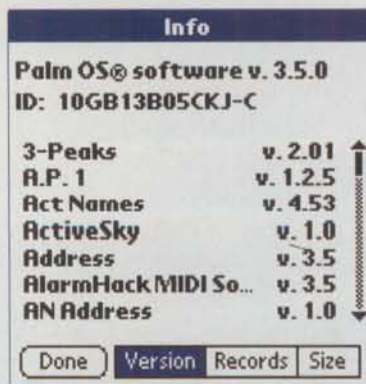 Info
Palm OS® software v. 3.5.0
ID: 10GB13B05CKJ-C
3-Peaks v. 2.01
A.P. 1 v. 1.2.5
Act Names v. 4.53
ActiveSky v. 1.0
Address v. 3.5
AlarmHack MIDI So... v. 3.5
AN Address v. 1.0
Done Version Records Size